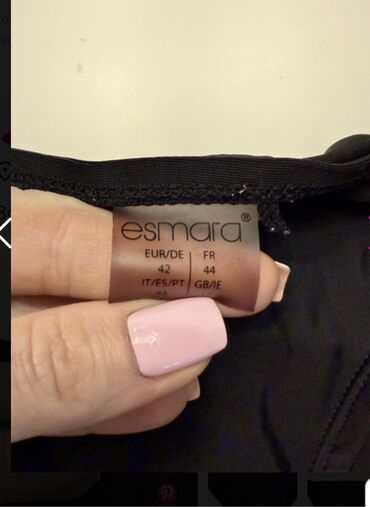 esmara®
EUR/DE FR
42 44
IT/ES/PT GB/IE